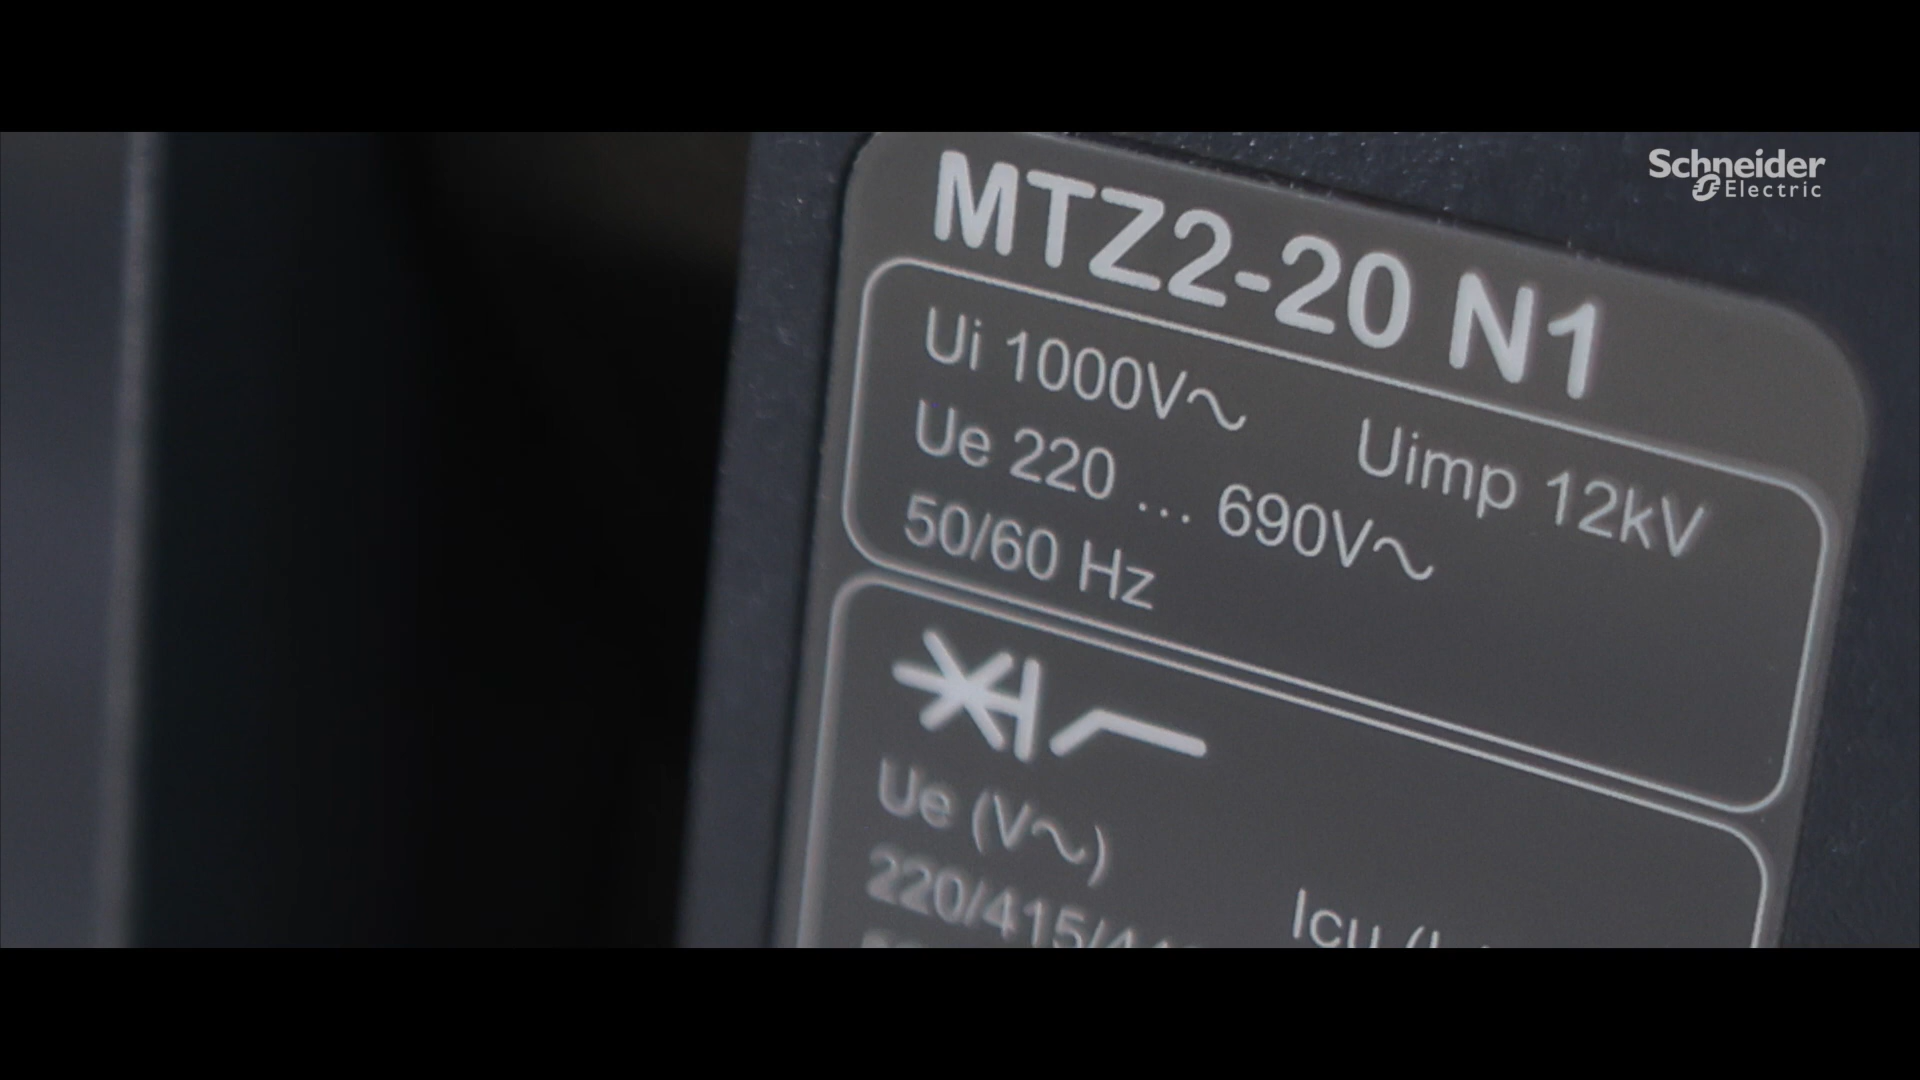 Schneider
Electric
MTZ2-20 N1
Ui 1000V~ Uimp 12kV
Ue 220 ... 690V~
50/60 Hz
Ue (V~)
220/415/
Icu